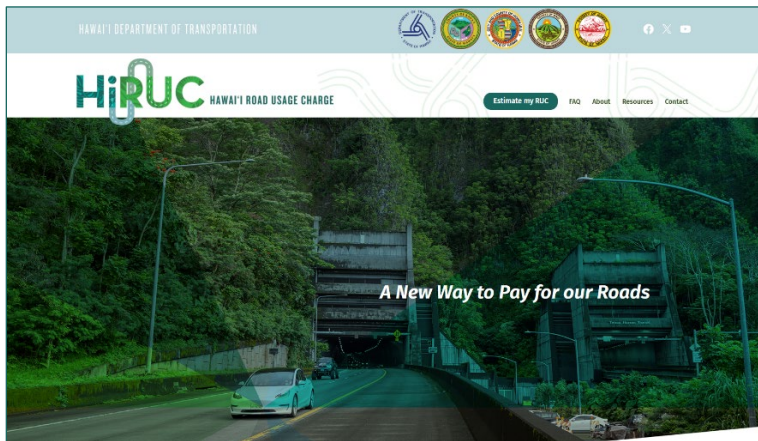 HAWAI'I DEPARTMENT OF TRANSPORTATION
HiRUC HAWAI'I ROAD USAGE CHARGE
Estimate my RUC FAQ About Resources Contact
A New Way to Pay for our Roads